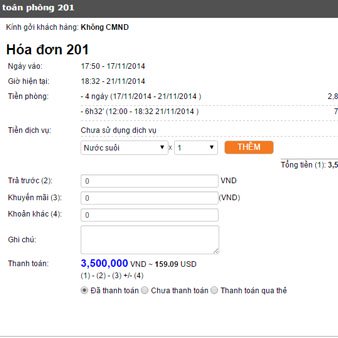 toán phòng 201
Kính gởi khách hàng: Không CMND
Hóa đơn 201
Ngày vào: 17:50 - 17/11/2014
Giờ hiện tại: 18:32 - 21/11/2014
Tiền phòng: - 4 ngày (17/11/2014 - 21/11/2014 ) 2,8
- 6h32' (12:00 - 18:32 21/11/2014 ) 7
Tiền dịch vụ: Chưa sử dụng dịch vụ
Nước suối x 1 THÊM
Tổng tiền (1): 3,5
Trả trước (2): 0 VND
Khuyến mãi (3): 0 (VND)
Khoản khác (4): 0
Ghi chú:
Thanh toán: 3,500,000 VND ~ 159.09 USD
(1) - (2) - (3) +/- (4)
Đã thanh toán Chưa thanh toán Thanh toán qua thẻ